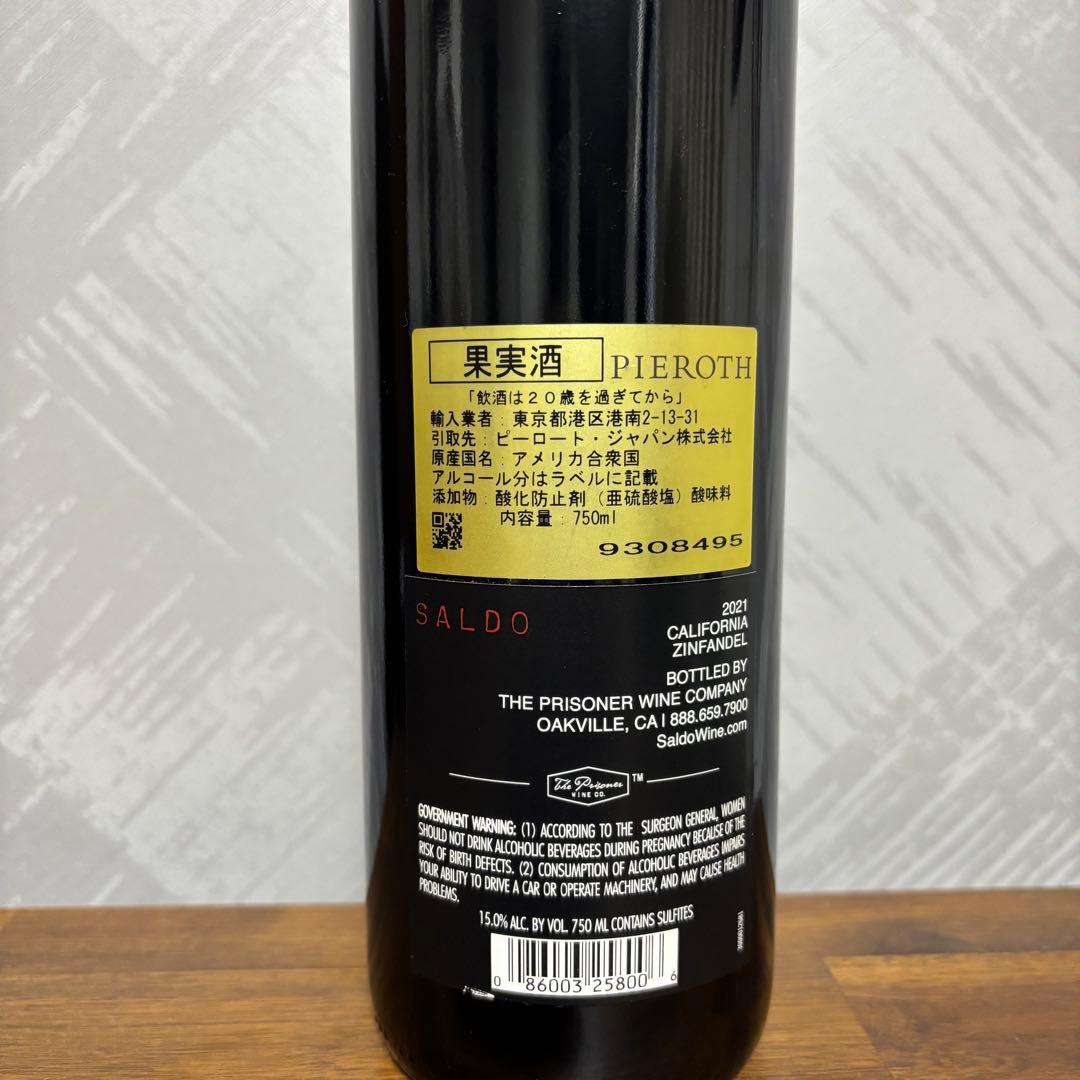 果実酒 PIEROTH
「飲酒は20歳を過ぎてから」
輸入業者：東京都港区港南2-13-31
引取先：ピーロート・ジャパン株式会社
原産国名：アメリカ合衆国
アルコール分はラベルに記載
添加物：酸化防止剤（亜硫酸塩）酸味料
内容量：750ml
9308495
SALDO
2021
CALIFORNIA
ZINFANDEL
BOTTLED BY
THE PRISONER WINE COMPANY
OAKVILLE, CA | 888.659.7900
SaldoWine.com
The Prisoner TM
WINE CO.
GOVERNMENT WARNING: (1) ACCORDING TO THE SURGEON GENERAL, WOMEN
SHOULD NOT DRINK ALCOHOLIC BEVERAGES DURING PREGNANCY BECAUSE OF THE
RISK OF BIRTH DEFECTS. (2) CONSUMPTION OF ALCOHOLIC BEVERAGES IMPAIRS
YOUR ABILITY TO DRIVE A CAR OR OPERATE MACHINERY, AND MAY CAUSE HEALTH
PROBLEMS.
15.0% ALC. BY VOL. 750 ML CONTAINS SULFITES
0 86003 25800 6